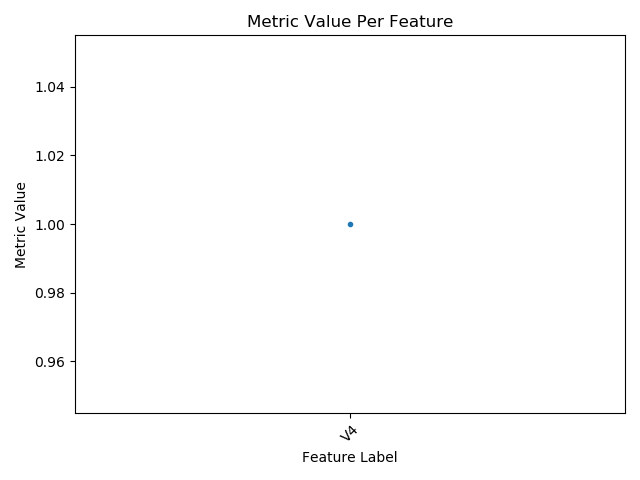 Metric Value Per Feature
1.04
1.02
1.00
0.98
0.96
Metric Value
V4
Feature Label